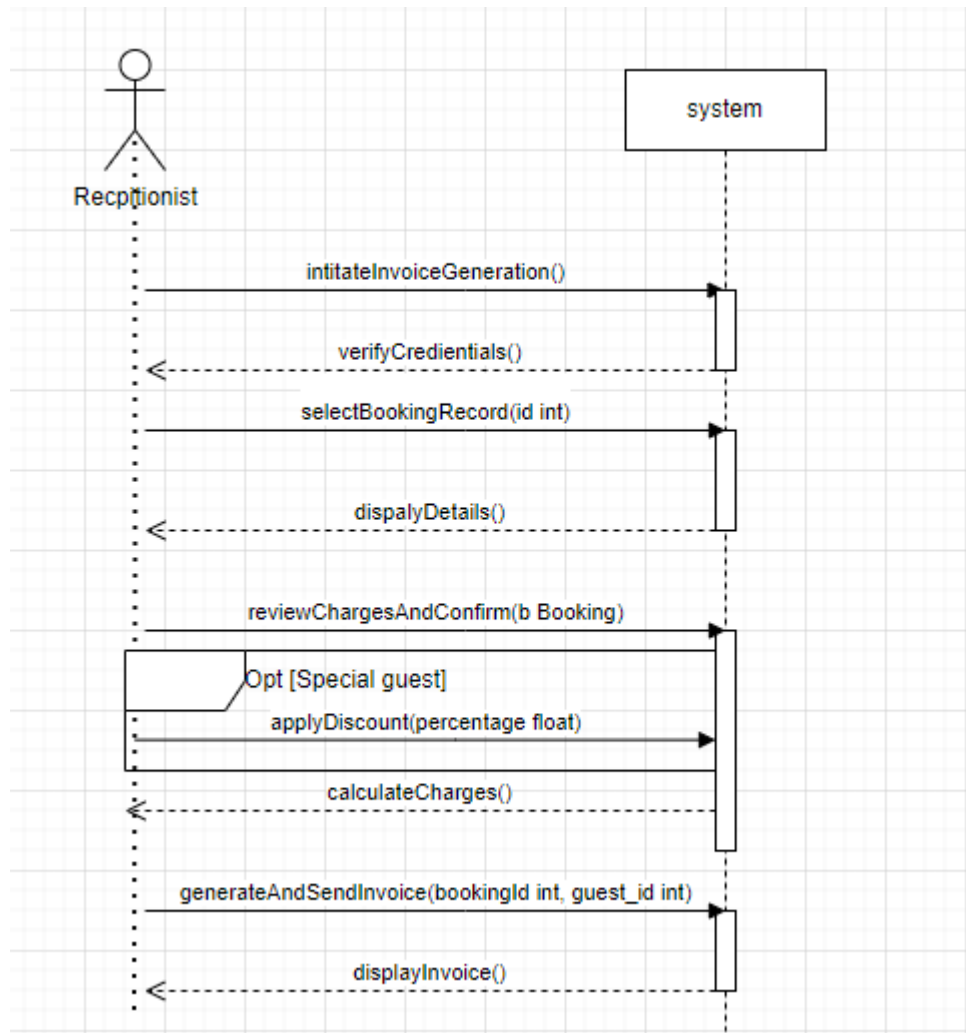 system
Recpitionist
intitateInvoiceGeneration()
verifyCredientials()
selectBookingRecord(id int)
dispalyDetails()
reviewChargesAndConfirm(b Booking)
Opt [Special guest]
applyDiscount(percentage float)
calculateCharges()
generateAndSendInvoice(bookingId int, guest_id int)
displayInvoice()